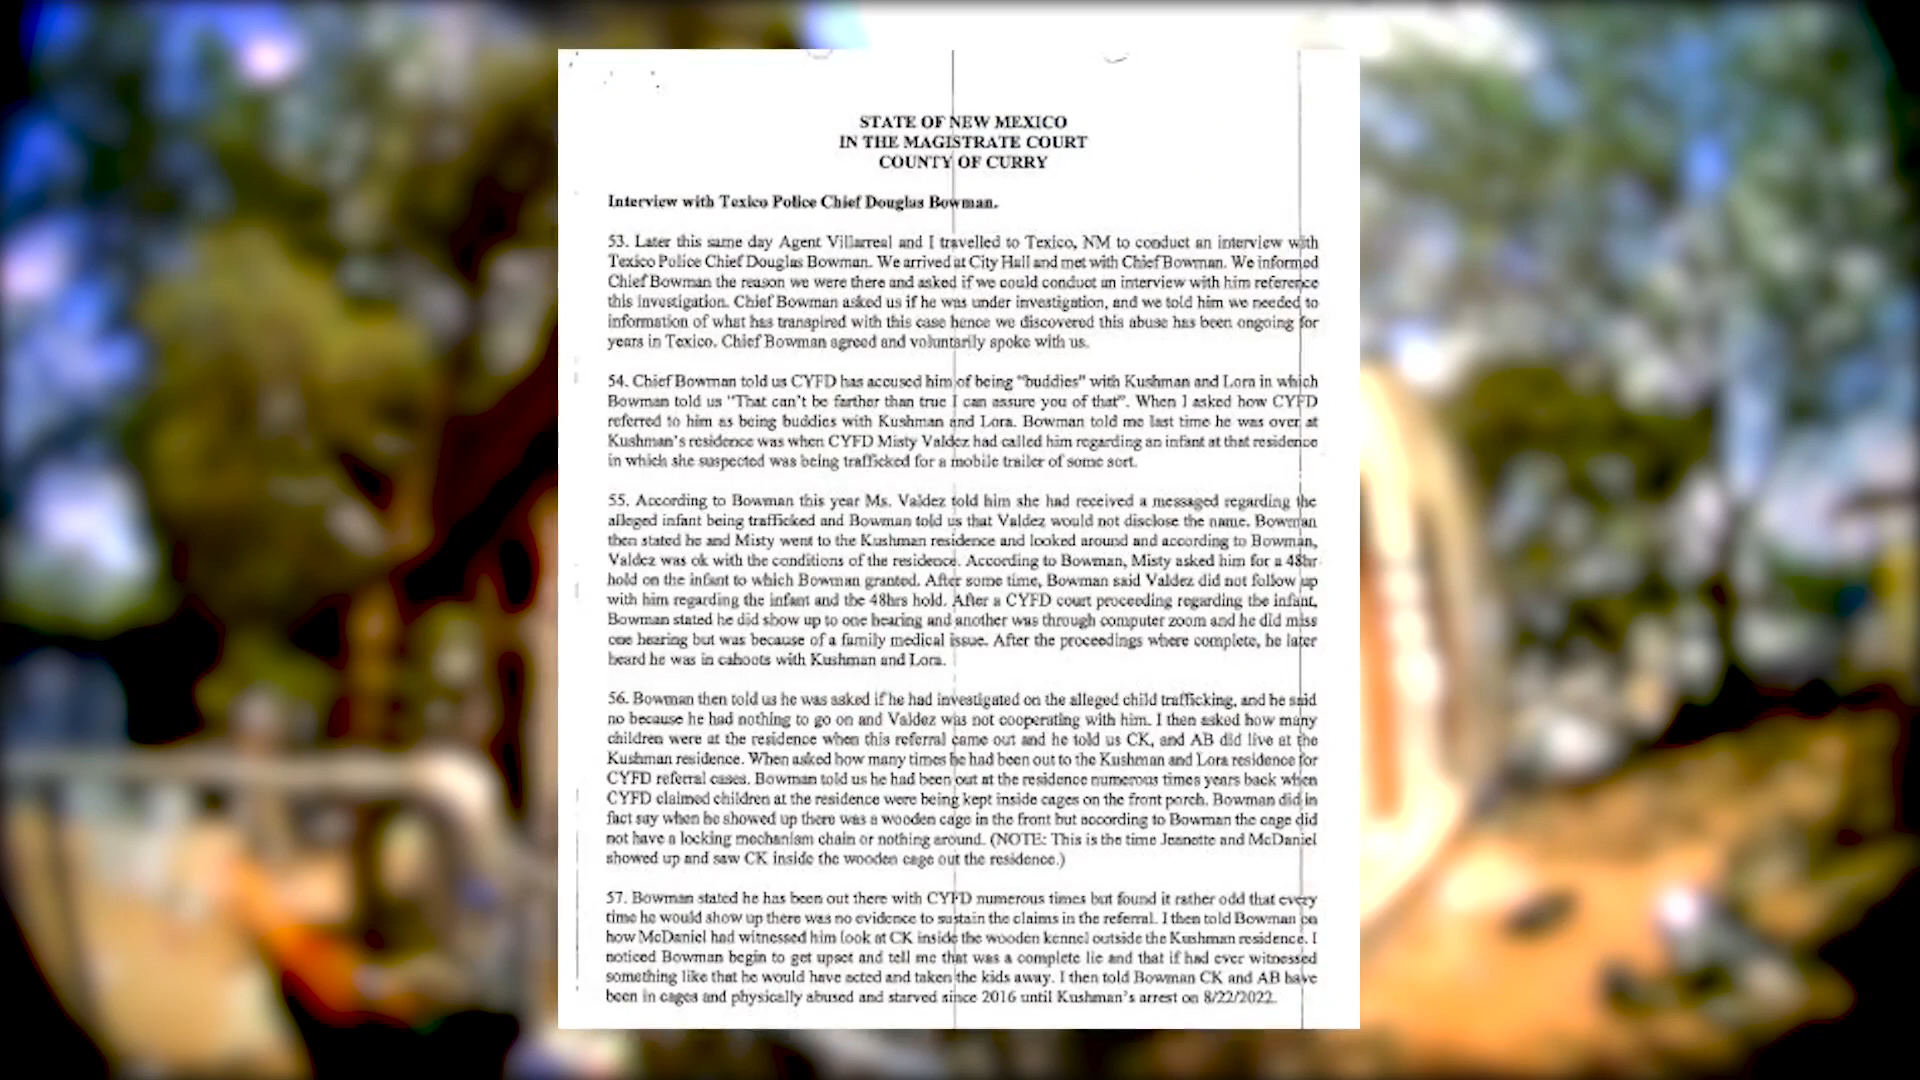 STATE OF NEW MEXICO
IN THE MAGISTRATE COURT
COUNTY OF CURRY
Interview with Texico Police Chief Douglas Bowman.
53. Later this same day Agent Villarreal and I travelled to Texico, NM to conduct an interview with
Texico Police Chief Douglas Bowman. We arrived at City Hall and met with Chief Bowman. We informed
Chief Bowman the reason we were there and asked if we could conduct an interview with him reference
this investigation. Chief Bowman asked us if he was under investigation, and we told him we needed to
information of what has transpired with this case hence we discovered this abuse has been ongoing for
years in Texico. Chief Bowman agreed and voluntarily spoke with us.
54. Chief Bowman told us CYFD has accused him of being "buddies" with Kushman and Lora in which
Bowman told us "That can't be farther than true I can assure you of that". When I asked how CYFD
referred to him as being buddies with Kushman and Lora. Bowman told me last time he was over at
Kushman's residence was when CYFD Misty Valdez had called him regarding an infant at that residence
in which she suspected was being trafficked for a mobile trailer of some sort.
55. According to Bowman this year Ms. Valdez told him she had received a messaged regarding the
alleged infant being trafficked and Bowman told us that Valdez would not disclose the name. Bowman
then stated he and Misty went to the Kushman residence and looked around and according to Bowman,
Valdez was ok with the conditions of the residence. According to Bowman, Misty asked him for a 48hr
hold on the infant to which Bowman granted. After some time, Bowman said Valdez did not follow up
with him regarding the infant and the 48hrs hold. After a CYFD court proceeding regarding the infant,
Bowman stated he did show up to one hearing and another was through computer zoom and he did miss
one hearing but was because of a family medical issue. After the proceedings where complete, he later
heard he was in cahoots with Kushman and Lora.
56. Bowman then told us he was asked if he had investigated on the alleged child trafficking, and he said
no because he had nothing to go on and Valdez was not cooperating with him. I then asked how many
children were at the residence when this referral came out and he told us CK, and AB did live at the
Kushman residence. When asked how many times he had been out to the Kushman and Lora residence for
CYFD referral cases. Bowman told us he had been out at the residence numerous times years back when
CYFD claimed children at the residence were being kept inside cages on the front porch. Bowman did in
fact say when he showed up there was a wooden cage in the front but according to Bowman the cage did
not have a locking mechanism chain or nothing around. (NOTE: This is the time Jeanette and McDaniel
showed up and saw CK inside the wooden cage out the residence.)
57. Bowman stated he has been out there with CYFD numerous times but found it rather odd that every
time he would show up there was no evidence to sustain the claims in the referral. I then told Bowman on
how McDaniel had witnessed him look at CK inside the wooden kennel outside the Kushman residence. I
noticed Bowman begin to get upset and tell me that was a complete lie and that if had ever witnessed
something like that he would have acted and taken the kids away. I then told Bowman CK and AB have
been in cages and physically abused and starved since 2016 until Kushman's arrest on 8/22/2022.